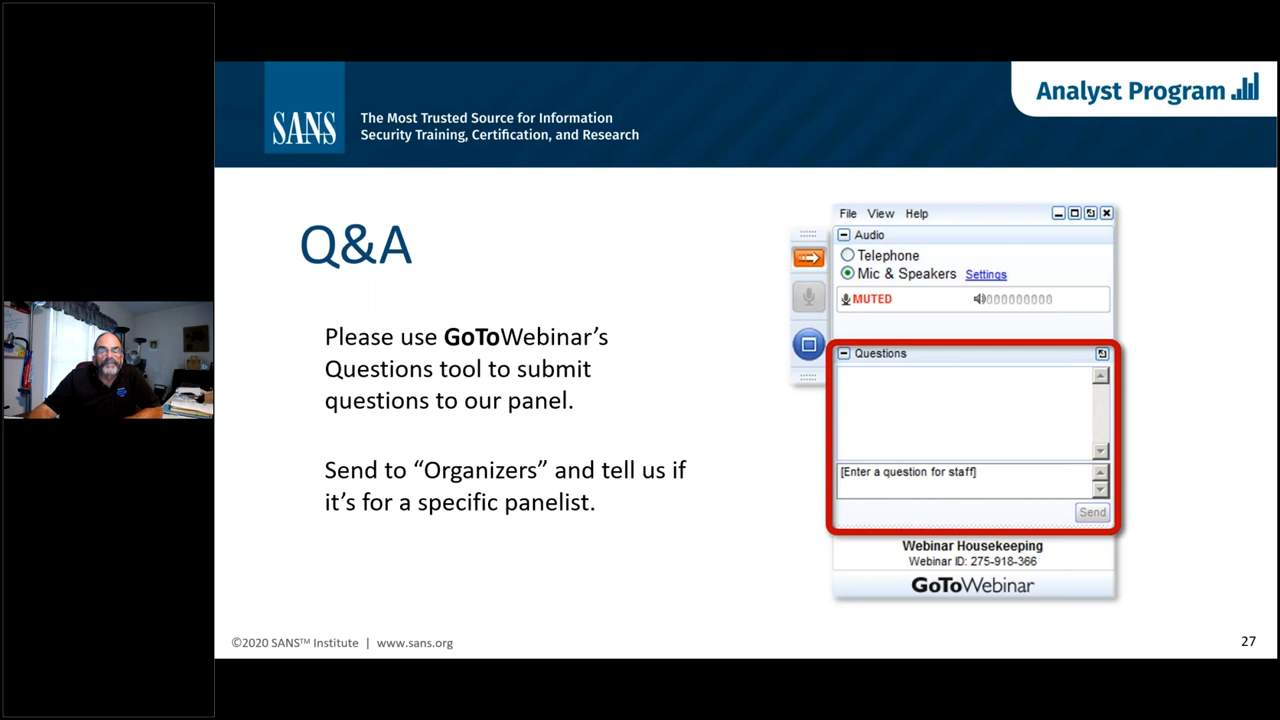 SANS
The Most Trusted Source for Information
Security Training, Certification, and Research
Analyst Program
Q&A
Please use GoToWebinar’s
Questions tool to submit
questions to our panel.
Send to “Organizers” and tell us if
it’s for a specific panelist.
File View Help
Audio
Telephone
Mic & Speakers Settings
MUTED
Questions
[Enter a question for staff]
Send
Webinar Housekeeping
Webinar ID: 275-918-366
GoToWebinar
©2020 SANS™ Institute | www.sans.org
27